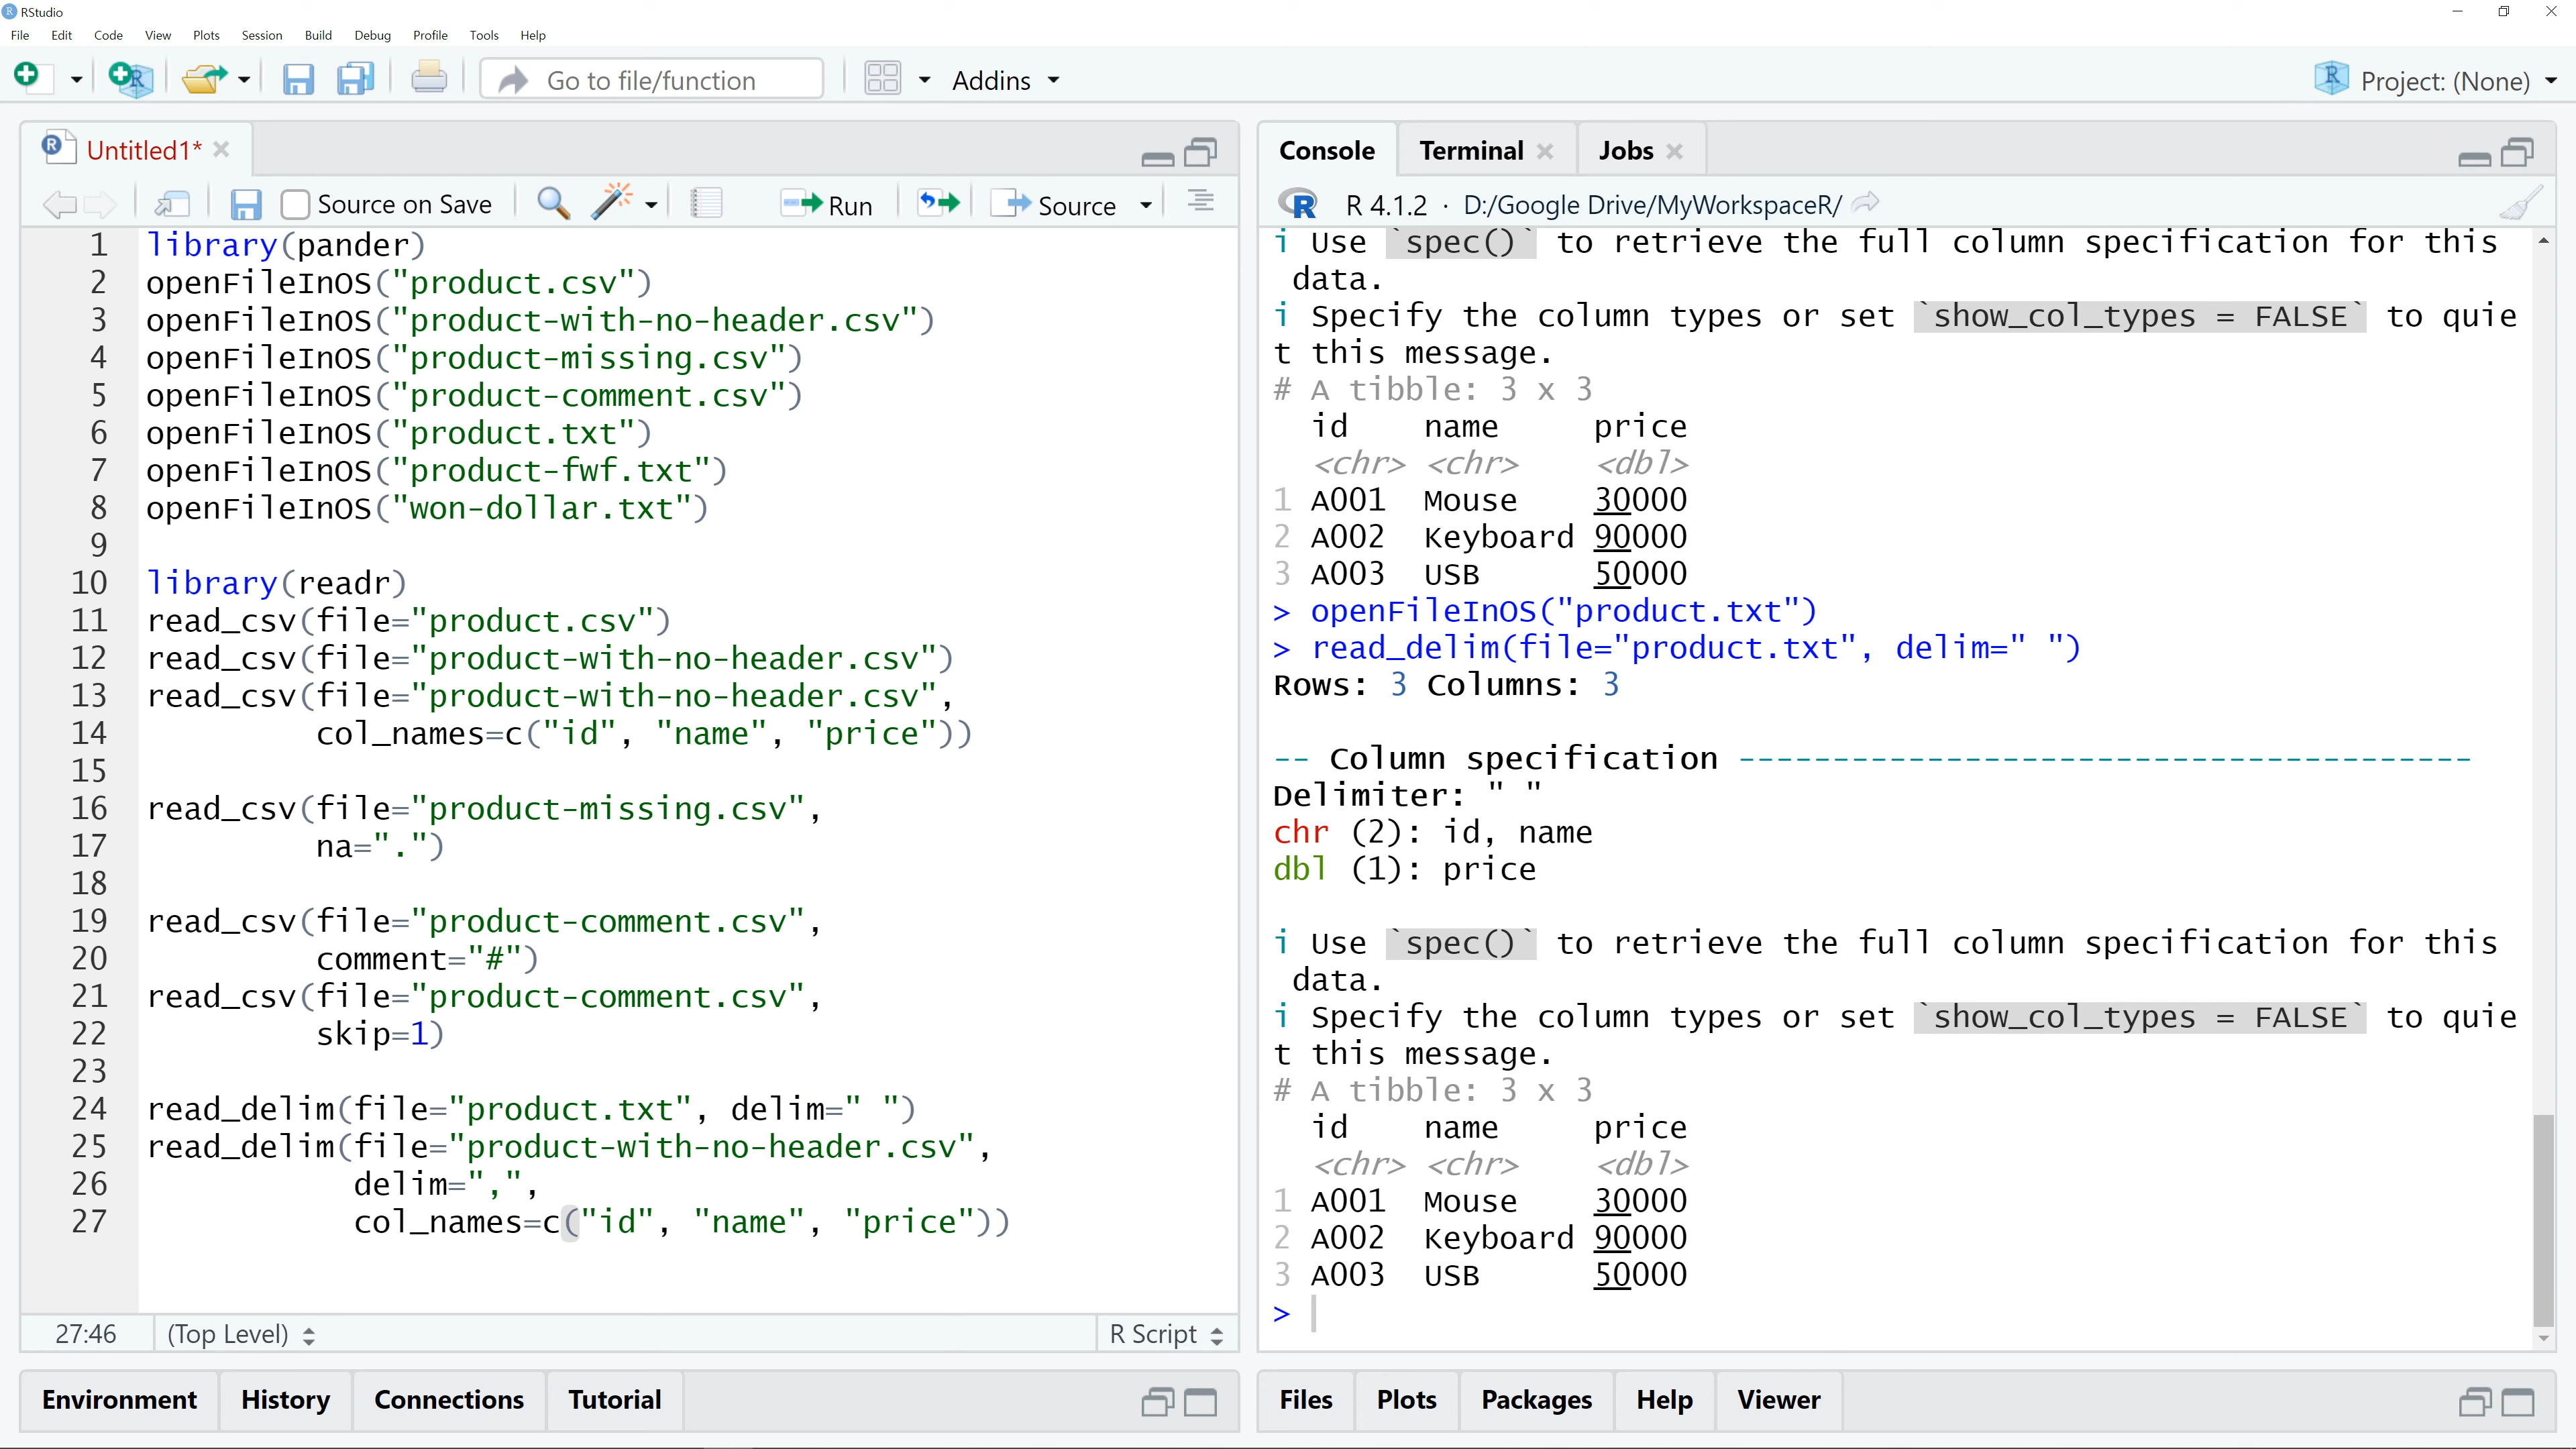 RStudio
File Edit Code View Plots Session Build Debug Profile Tools Help
Go to file/function Addins Project: (None)
Untitled1*
Source on Save Run Source
1 library(pander)
2 openFileInOS("product.csv")
3 openFileInOS("product-with-no-header.csv")
4 openFileInOS("product-missing.csv")
5 openFileInOS("product-comment.csv")
6 openFileInOS("product.txt")
7 openFileInOS("product-fwf.txt")
8 openFileInOS("won-dollar.txt")
9
10 library(readr)
11 read_csv(file="product.csv")
12 read_csv(file="product-with-no-header.csv")
13 read_csv(file="product-with-no-header.csv",
14          col_names=c("id", "name", "price"))
15
16 read_csv(file="product-missing.csv",
17          na=".")
18
19 read_csv(file="product-comment.csv",
20          comment="#")
21 read_csv(file="product-comment.csv",
22          skip=1)
23
24 read_delim(file="product.txt", delim=" ")
25 read_delim(file="product-with-no-header.csv",
26            delim=",",
27            col_names=c("id", "name", "price"))
27:46 (Top Level) R Script
Environment History Connections Tutorial
Console Terminal Jobs
R 4.1.2 · D:/Google Drive/MyWorkspaceR/
i Use `spec()` to retrieve the full column specification for this
 data.
i Specify the column types or set `show_col_types = FALSE` to quie
t this message.
# A tibble: 3 x 3
  id    name     price
  <chr> <chr>    <dbl>
1 A001  Mouse    30000
2 A002  Keyboard 90000
3 A003  USB      50000
> openFileInOS("product.txt")
> read_delim(file="product.txt", delim=" ")
Rows: 3 Columns: 3
-- Column specification ---------------------------------------
Delimiter: " "
chr (2): id, name
dbl (1): price
i Use `spec()` to retrieve the full column specification for this
 data.
i Specify the column types or set `show_col_types = FALSE` to quie
t this message.
# A tibble: 3 x 3
  id    name     price
  <chr> <chr>    <dbl>
1 A001  Mouse    30000
2 A002  Keyboard 90000
3 A003  USB      50000
>
Files Plots Packages Help Viewer